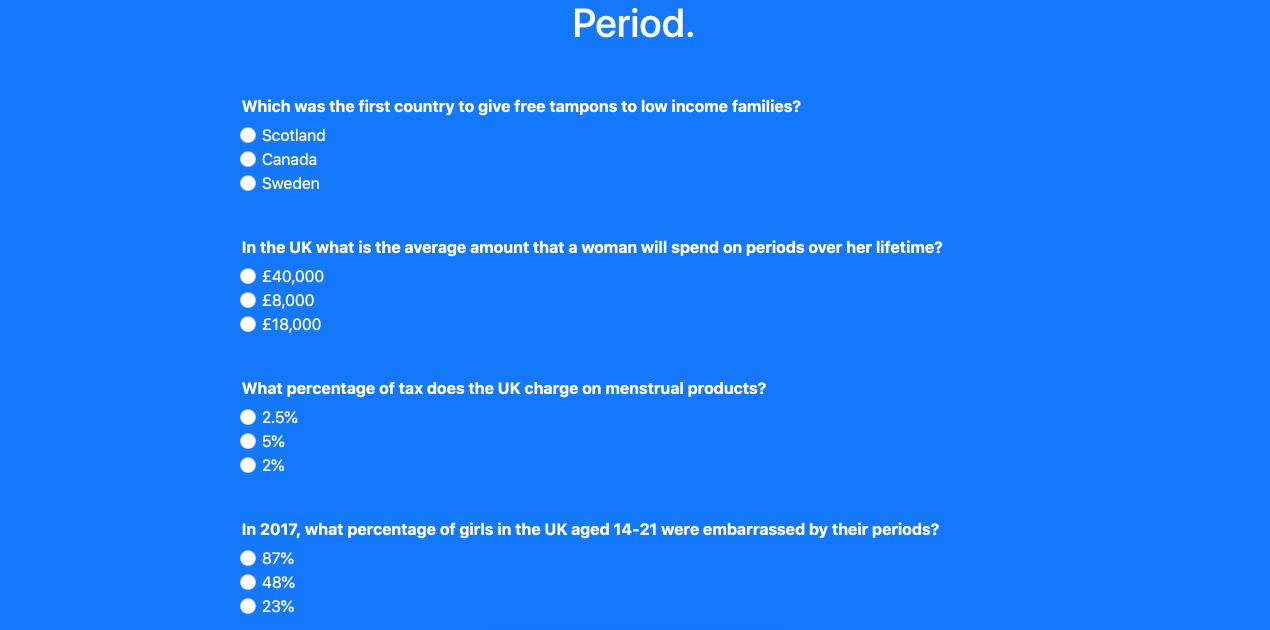 Period.
Which was the first country to give free tampons to low income families?
Scotland
Canada
Sweden
In the UK what is the average amount that a woman will spend on periods over her lifetime?
£40,000
£8,000
£18,000
What percentage of tax does the UK charge on menstrual products?
2.5%
5%
2%
In 2017, what percentage of girls in the UK aged 14-21 were embarrassed by their periods?
87%
48%
23%